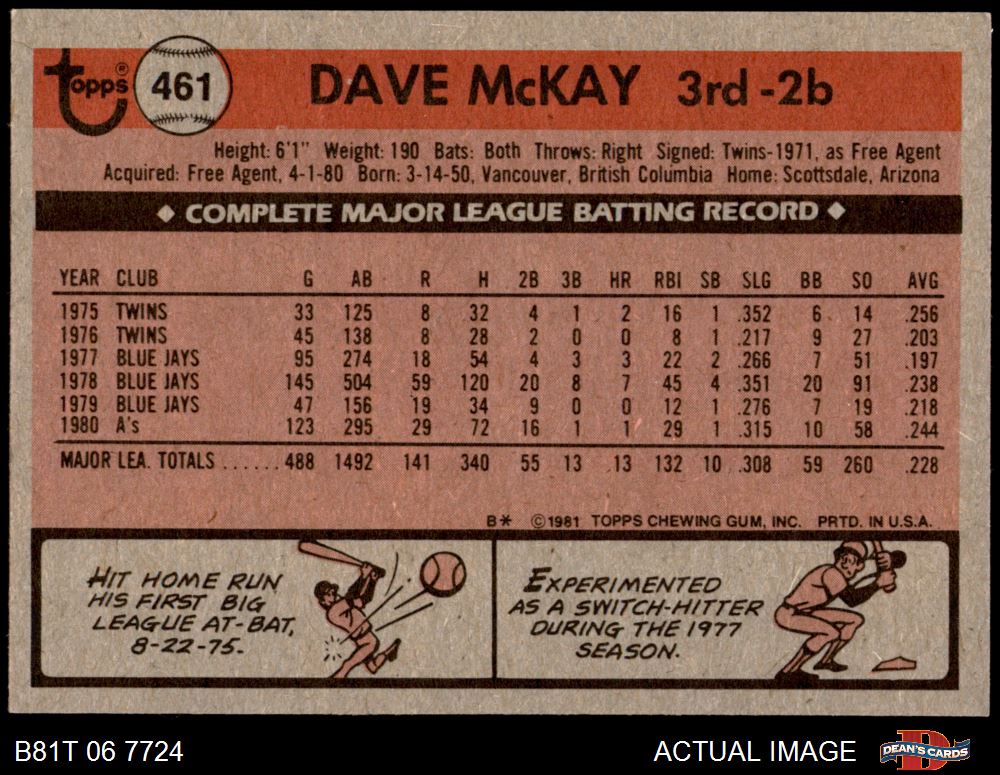 topps® 461 DAVE McKAY 3rd -2b
Height: 6'1" Weight: 190 Bats: Both Throws: Right Signed: Twins-1971, as Free Agent
Acquired: Free Agent, 4-1-80 Born: 3-14-50, Vancouver, British Columbia Home: Scottsdale, Arizona
◆ COMPLETE MAJOR LEAGUE BATTING RECORD ◆
YEAR CLUB G AB R H 2B 3B HR RBI SB SLG BB SO AVG
1975 TWINS 33 125 8 32 4 1 2 16 1 .352 6 14 .256
1976 TWINS 45 138 8 28 2 0 0 8 1 .217 9 27 .203
1977 BLUE JAYS 95 274 18 54 4 3 3 22 2 .266 7 51 .197
1978 BLUE JAYS 145 504 59 120 20 8 7 45 4 .351 20 91 .238
1979 BLUE JAYS 47 156 19 34 9 0 0 12 1 .276 7 19 .218
1980 A's 123 295 29 72 16 1 1 29 1 .315 10 58 .244
MAJOR LEA. TOTALS ...... 488 1492 141 340 55 13 13 132 10 .308 59 260 .228
B* ©1981 TOPPS CHEWING GUM, INC. PRTD. IN U.S.A.
HIT HOME RUN
HIS FIRST BIG
LEAGUE AT-BAT,
8-22-75.
EXPERIMENTED
AS A SWITCH-HITTER
DURING THE 1977
SEASON.
B81T 06 7724 ACTUAL IMAGE DEAN'S CARDS